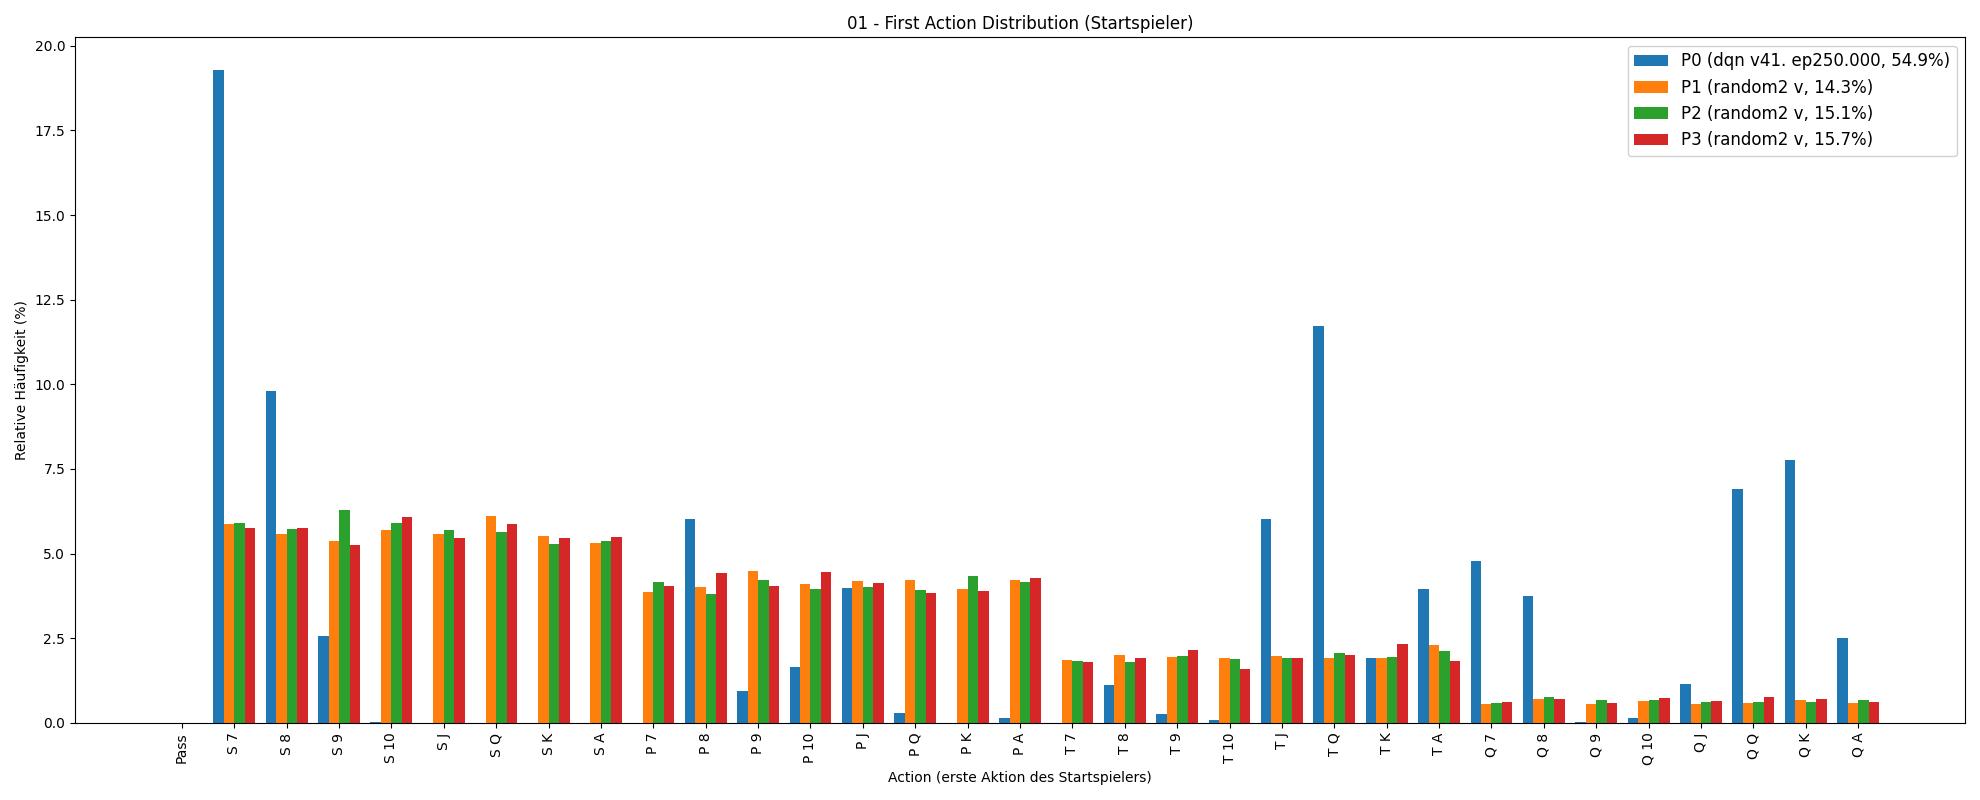 01 - First Action Distribution (Startspieler)
20.0
17.5
15.0
12.5
10.0
7.5
5.0
2.5
0.0
Relative Häufigkeit (%)
P0 (dqn v41. ep250.000, 54.9%)
P1 (random2 v, 14.3%)
P2 (random2 v, 15.1%)
P3 (random2 v, 15.7%)
Pass
S 7
S 8
S 9
S 10
S J
S Q
S K
S A
P 7
P 8
P 9
P 10
P J
P Q
P K
P A
T 7
T 8
T 9
T 10
T J
T Q
T K
T A
Q 7
Q 8
Q 9
Q 10
Q J
Q Q
Q K
Q A
Action (erste Aktion des Startspielers)